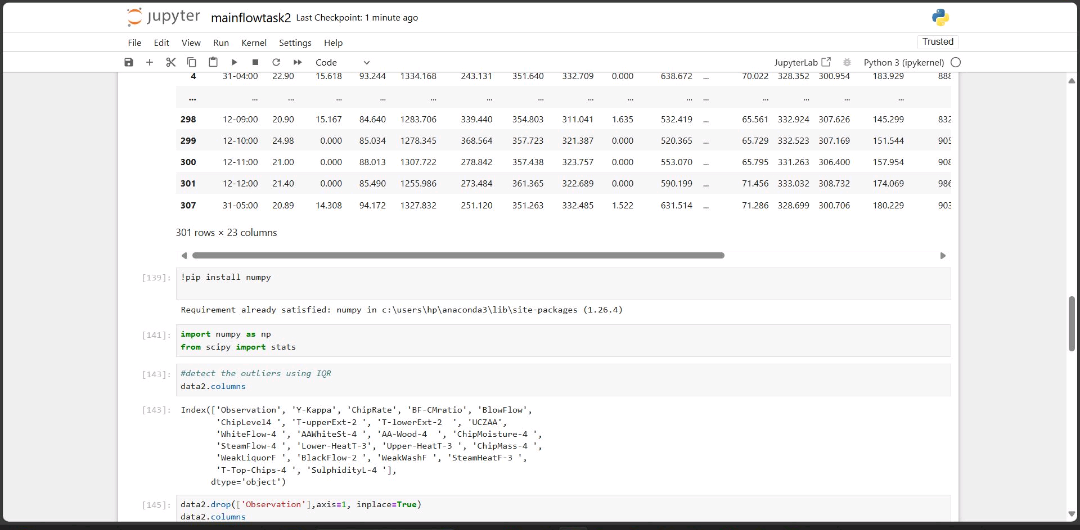 jupyter mainflowtask2 Last Checkpoint: 1 minute ago
File Edit View Run Kernel Settings Help Trusted
Code JupyterLab Python 3 (ipykernel)
4 31-04:00 22.90 15.618 93.244 1334.168 243.131 351.640 332.709 0.000 638.672 ... 70.022 328.352 300.954 183.929 888
... ... ... ... ... ... ... ... ... ... ... ... ... ... ... ...
298 12-09:00 20.90 15.167 84.640 1283.706 339.440 354.803 311.041 1.635 532.419 ... 65.561 332.924 307.626 145.299 832
299 12-10:00 24.98 0.000 85.034 1278.345 368.564 357.723 321.387 0.000 520.365 ... 65.729 332.523 307.169 151.544 905
300 12-11:00 21.00 0.000 88.013 1307.722 278.842 357.438 323.757 0.000 553.070 ... 65.795 331.263 306.400 157.954 908
301 12-12:00 21.40 0.000 85.490 1255.986 273.484 361.365 322.689 0.000 590.199 ... 71.456 333.032 308.732 174.069 986
307 31-05:00 20.89 14.308 94.172 1327.832 251.120 351.263 332.485 1.522 631.514 ... 71.286 328.699 300.706 180.229 903
301 rows × 23 columns
[139]: !pip install numpy
Requirement already satisfied: numpy in c:\users\hp\anaconda3\lib\site-packages (1.26.4)
[141]: import numpy as np
from scipy import stats
[143]: #detect the outliers using IQR
data2.columns
[143]: Index(['Observation', 'Y-Kappa', 'ChipRate', 'BF-CMratio', 'BlowFlow',
'ChipLevel4 ', 'T-upperExt-2 ', 'T-lowerExt-2  ', 'UCZAA',
'WhiteFlow-4 ', 'AAWhiteSt-4 ', 'AA-Wood-4  ', 'ChipMoisture-4 ',
'SteamFlow-4 ', 'Lower-HeatT-3', 'Upper-HeatT-3 ', 'ChipMass-4 ',
'WeakLiquorF ', 'BlackFlow-2 ', 'WeakWashF ', 'SteamHeatF-3 ',
'T-Top-Chips-4 ', 'SulphidityL-4 '],
dtype='object')
[145]: data2.drop(['Observation'],axis=1, inplace=True)
data2.columns